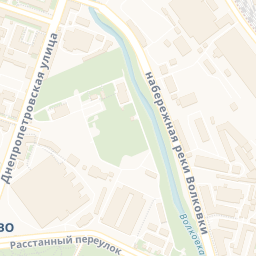 Днепропетровская улица
набережная реки Волковки
Волковка
ВО
Расстанный переулок